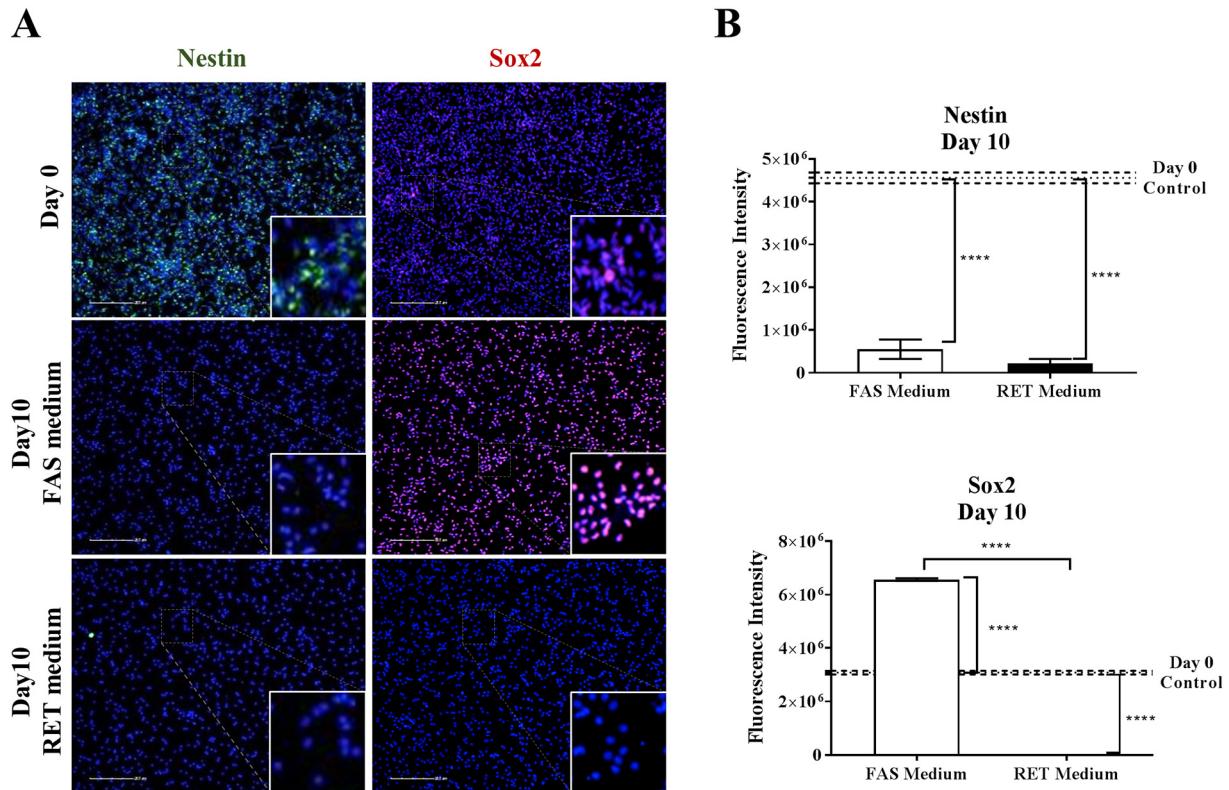 A
Nestin
Sox2
Day 0
Day10
FAS medium
Day10
RET medium
B
Nestin
Day 10
Fluorescence Intensity
5×10⁶
4×10⁶
3×10⁶
2×10⁶
1×10⁶
0
Day 0
Control
****
****
FAS Medium
RET Medium
Sox2
Day 10
Fluorescence Intensity
8×10⁶
6×10⁶
4×10⁶
2×10⁶
0
****
****
Day 0
Control
****
FAS Medium
RET Medium